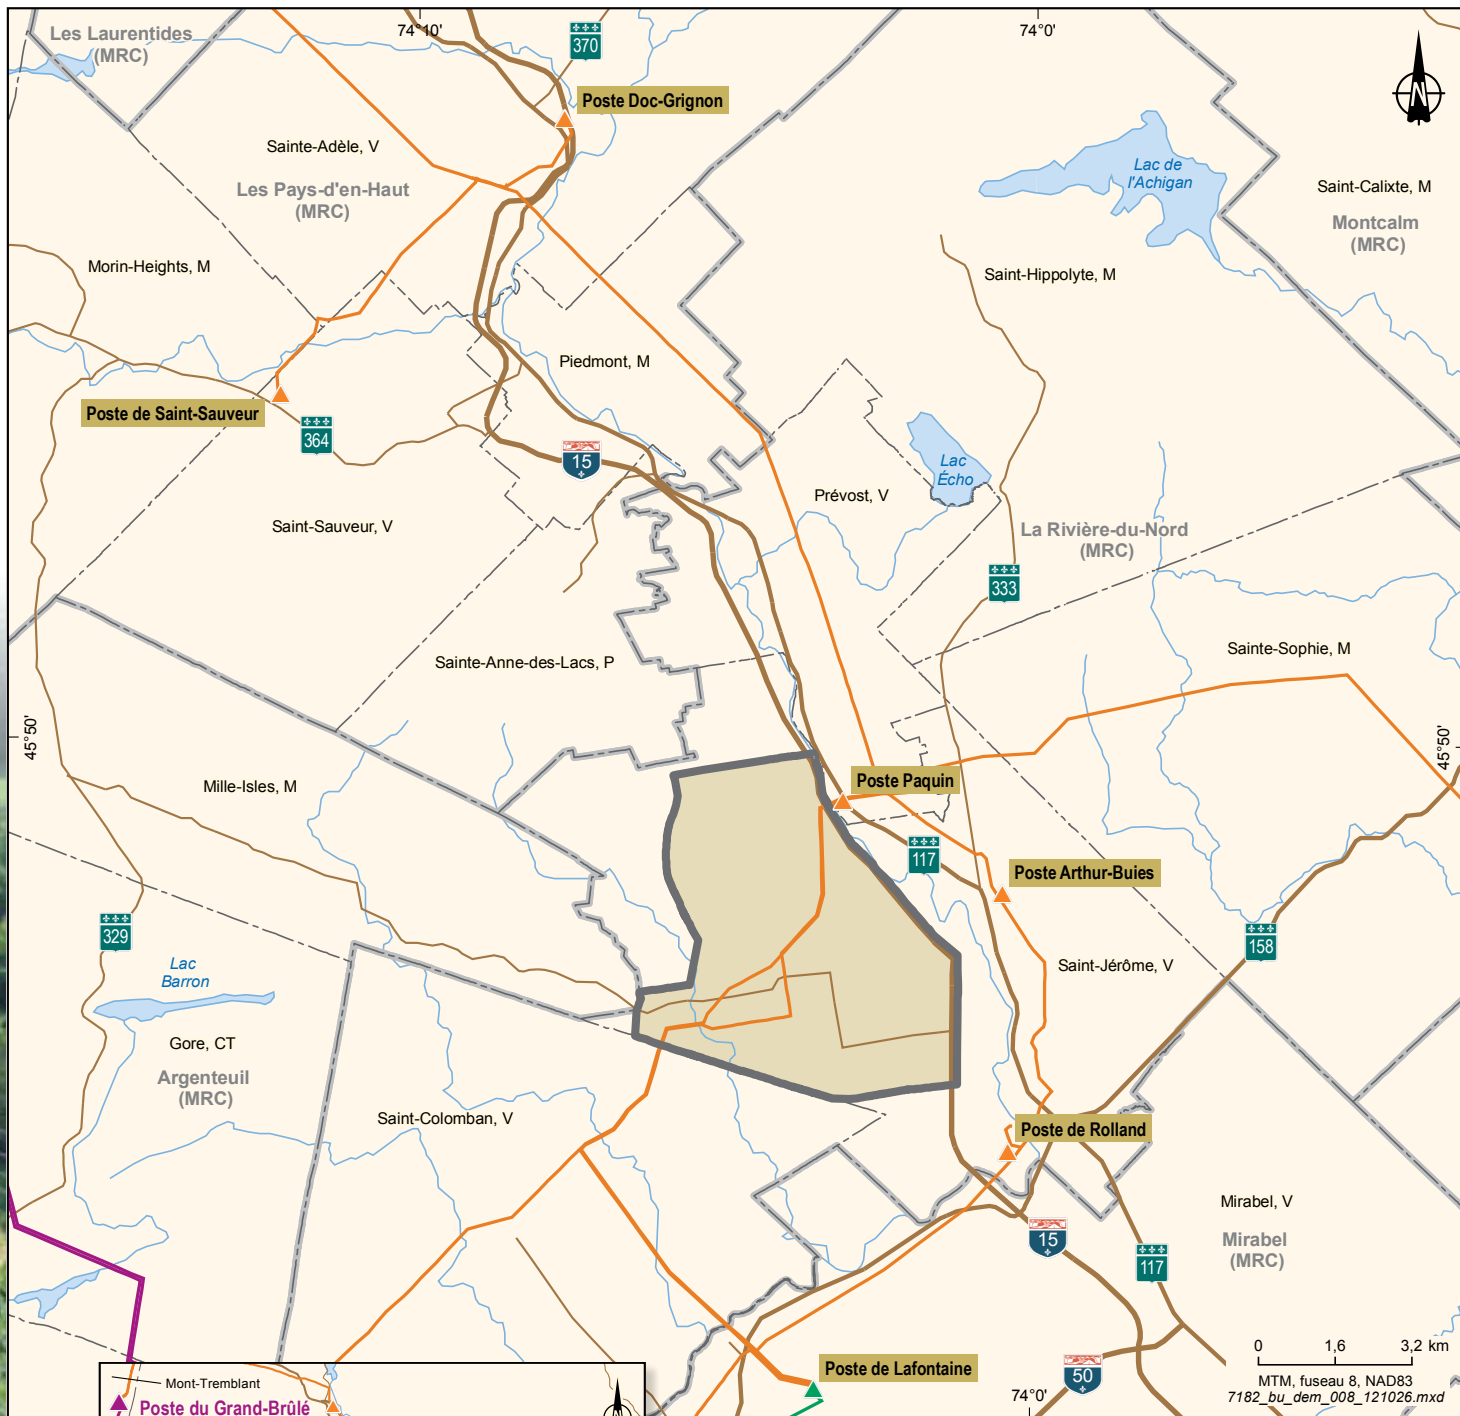 Les Laurentides
(MRC)
74°10'
370
74°0'
N
Poste Doc-Grignon
Sainte-Adèle, V
Les Pays-d'en-Haut
(MRC)
Lac de
l'Achigan
Saint-Calixte, M
Montcalm
(MRC)
Morin-Heights, M
Saint-Hippolyte, M
Piedmont, M
Poste de Saint-Sauveur
364
15
Lac
Écho
Prévost, V
Saint-Sauveur, V
La Rivière-du-Nord
(MRC)
333
Sainte-Anne-des-Lacs, P
Sainte-Sophie, M
45°50'
45°50'
Mille-Isles, M
Poste Paquin
117
Poste Arthur-Buies
329
158
Lac
Barron
Saint-Jérôme, V
Gore, CT
Argenteuil
(MRC)
Saint-Colomban, V
Poste de Rolland
Mirabel, V
Mirabel
(MRC)
15
117
Poste de Lafontaine
50
0 1,6 3,2 km
MTM, fuseau 8, NAD83
7182_bu_dem_008_121026.mxd
74°0'
Mont-Tremblant
Poste du Grand-Brûlé